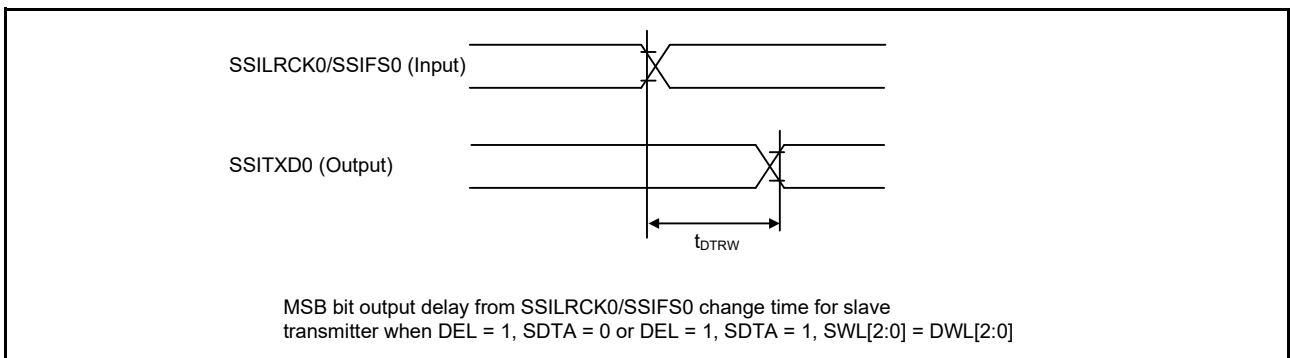 SSILRCK0/SSIFS0 (Input)
SSITXD0 (Output)
tDTRW
MSB bit output delay from SSILRCK0/SSIFS0 change time for slave
transmitter when DEL = 1, SDTA = 0 or DEL = 1, SDTA = 1, SWL[2:0] = DWL[2:0]